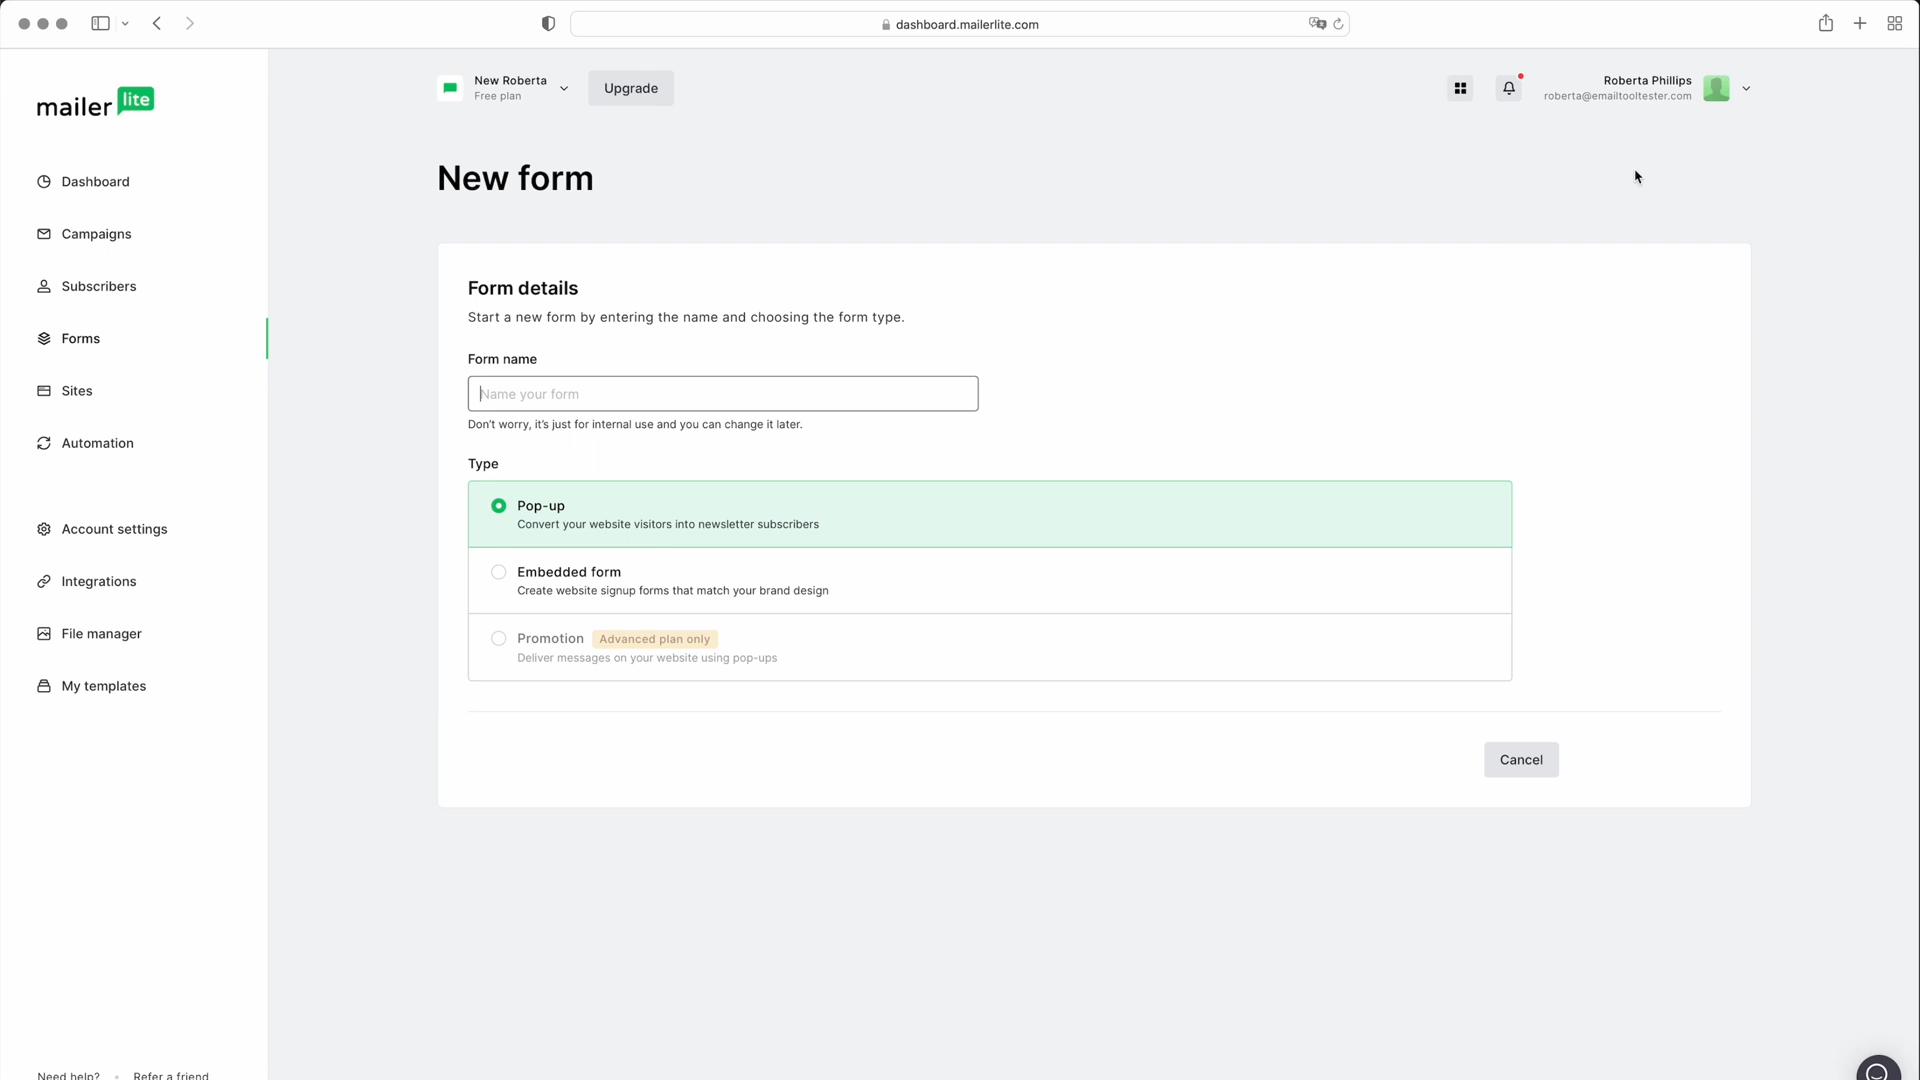 dashboard.mailerlite.com
mailer lite
New Roberta
Free plan
Upgrade
Roberta Phillips
roberta@emailtooltester.com
Dashboard
Campaigns
Subscribers
Forms
Sites
Automation
Account settings
Integrations
File manager
My templates
Need help? • Refer a friend
New form
Form details
Start a new form by entering the name and choosing the form type.
Form name
Name your form
Don't worry, it's just for internal use and you can change it later.
Type
Pop-up
Convert your website visitors into newsletter subscribers
Embedded form
Create website signup forms that match your brand design
Promotion Advanced plan only
Deliver messages on your website using pop-ups
Cancel